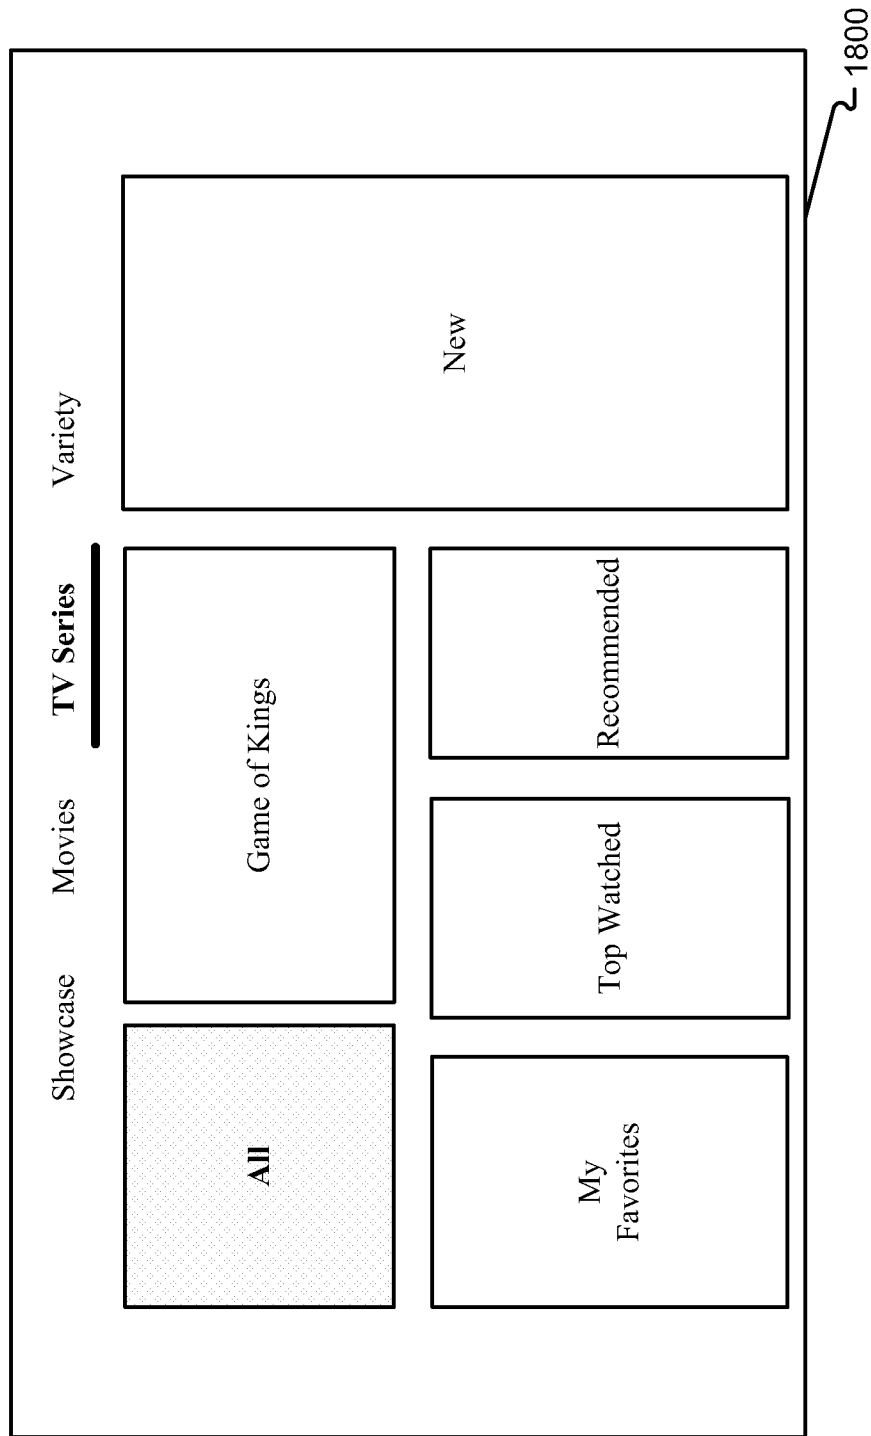 Showcase Movies TV Series Variety
All
Game of Kings
New
My
Favorites
Top Watched
Recommended
1800